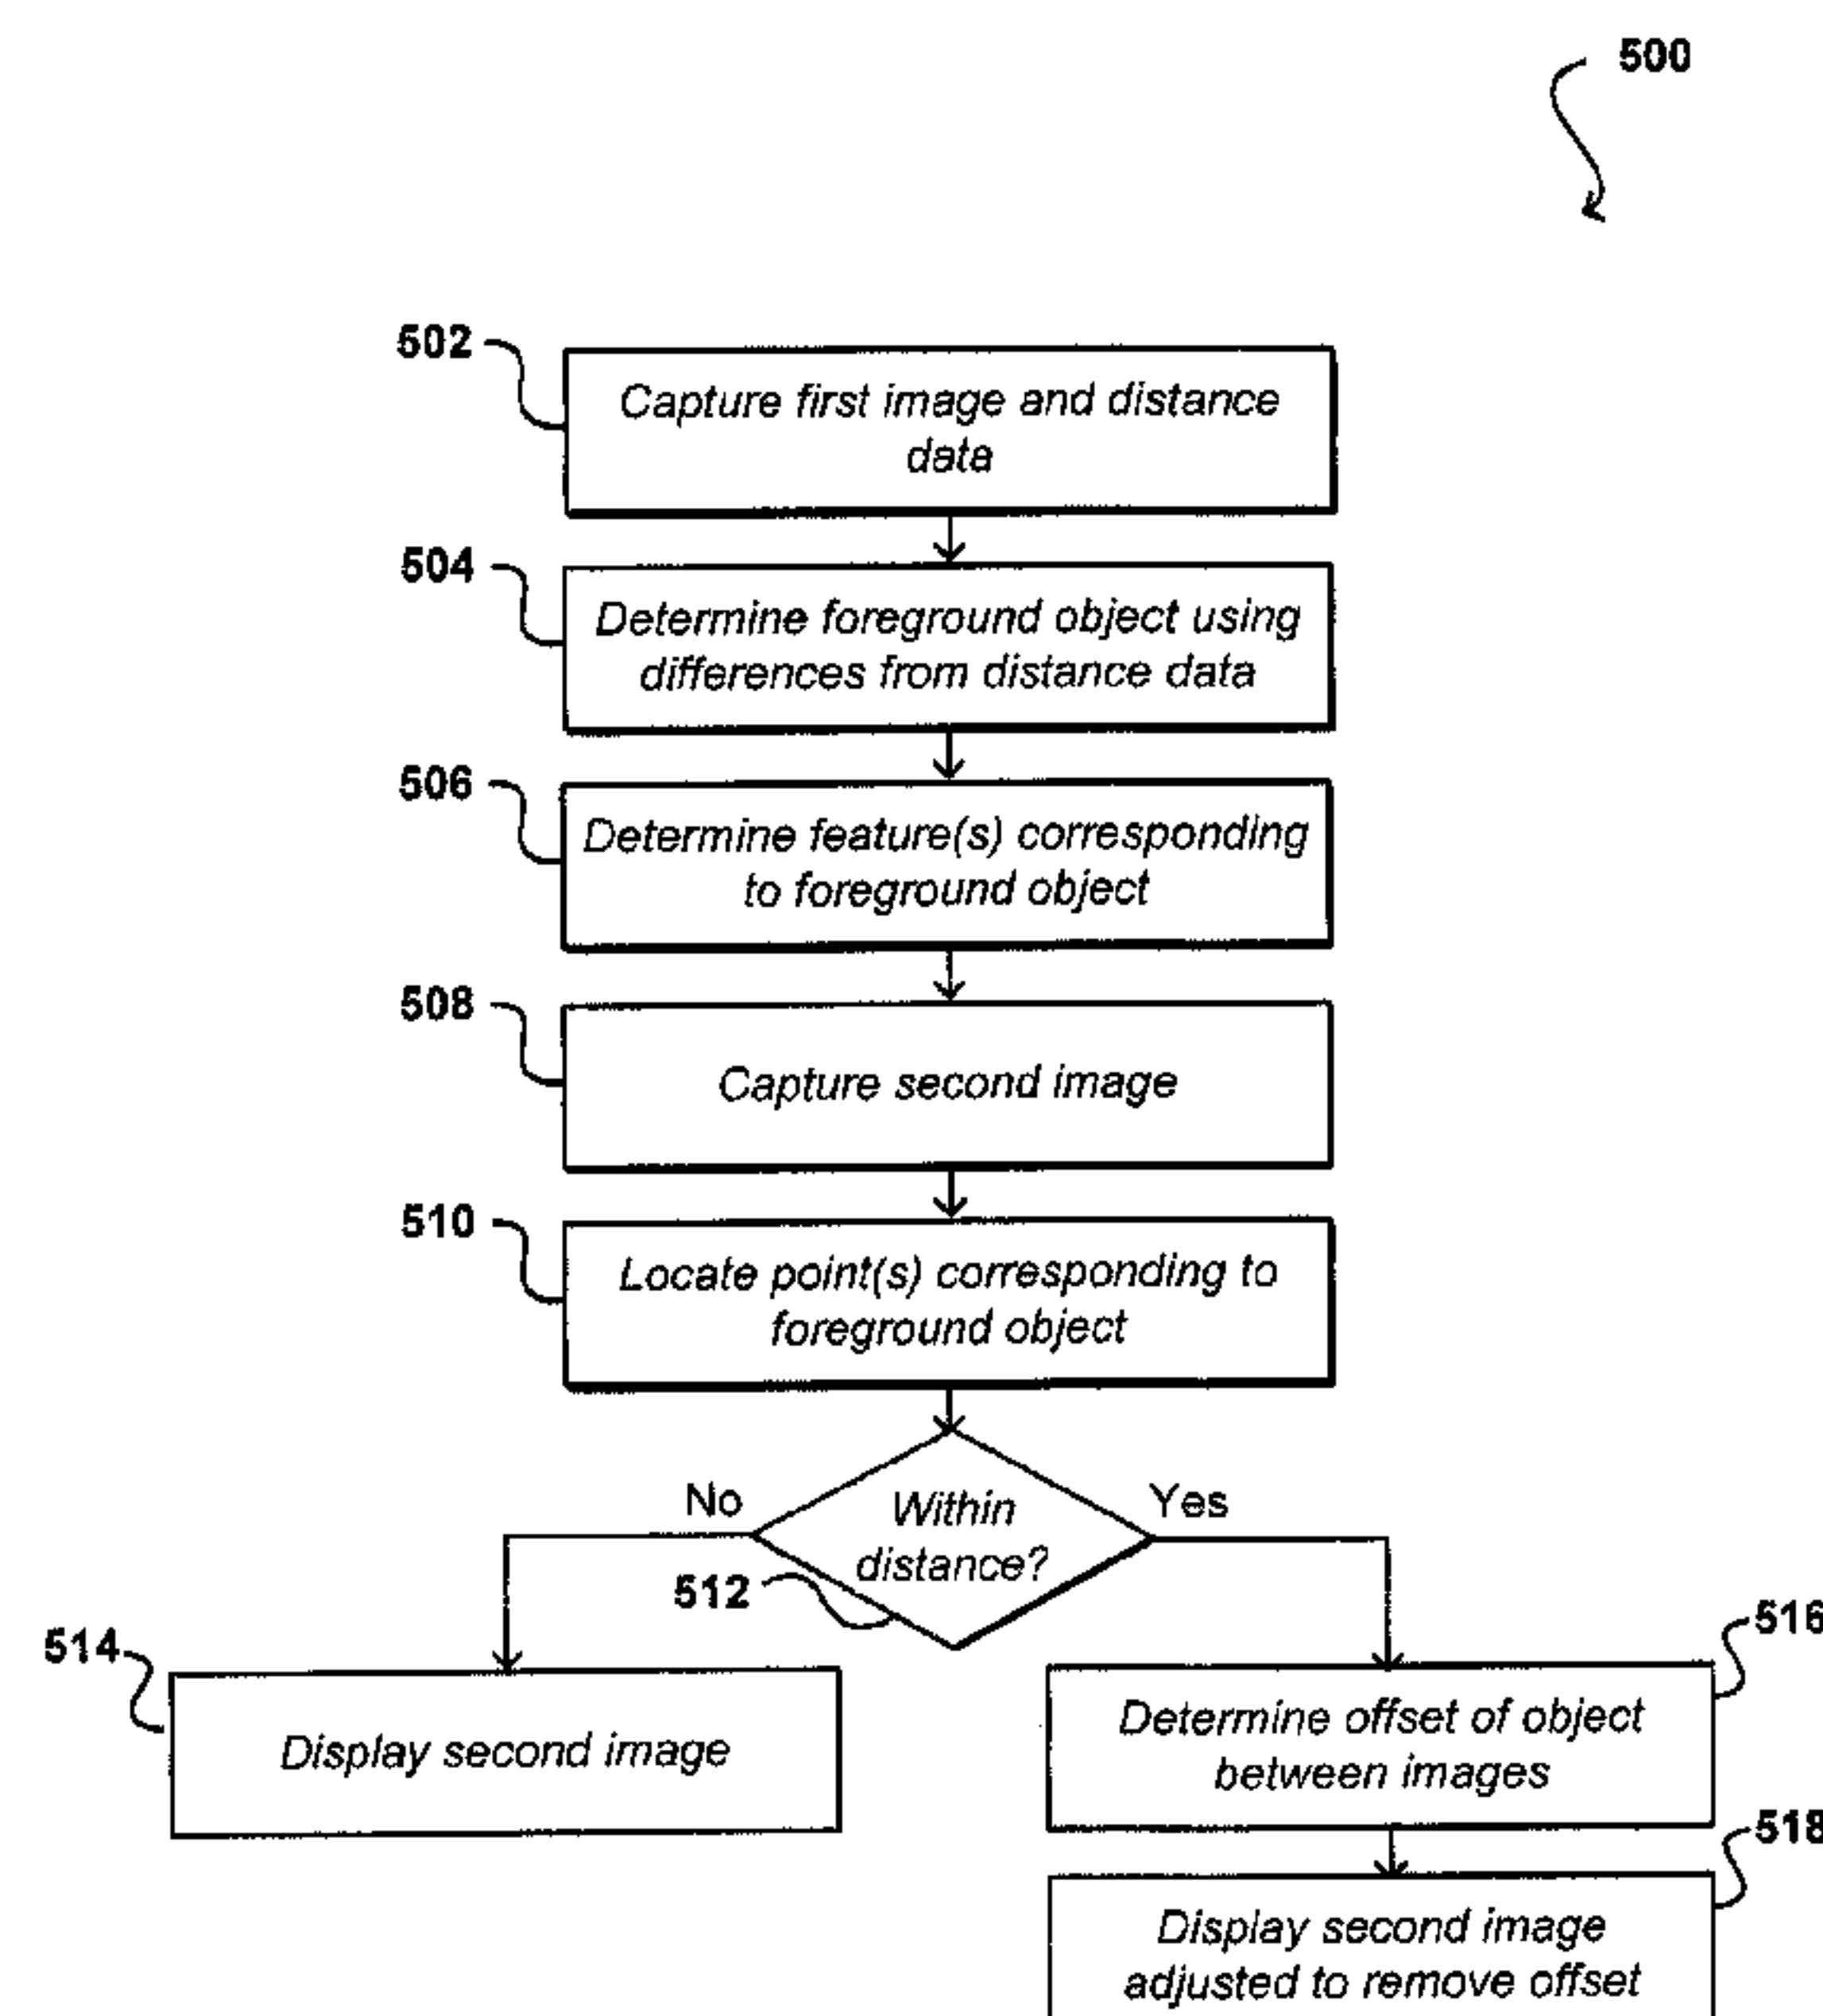 500
502
Capture first image and distance
data
504
Determine foreground object using
differences from distance data
506
Determine feature(s) corresponding
to foreground object
508
Capture second image
510
Locate point(s) corresponding to
foreground object
No
Within
distance?
Yes
512
514
Display second image
516
Determine offset of object
between images
518
Display second image
adjusted to remove offset